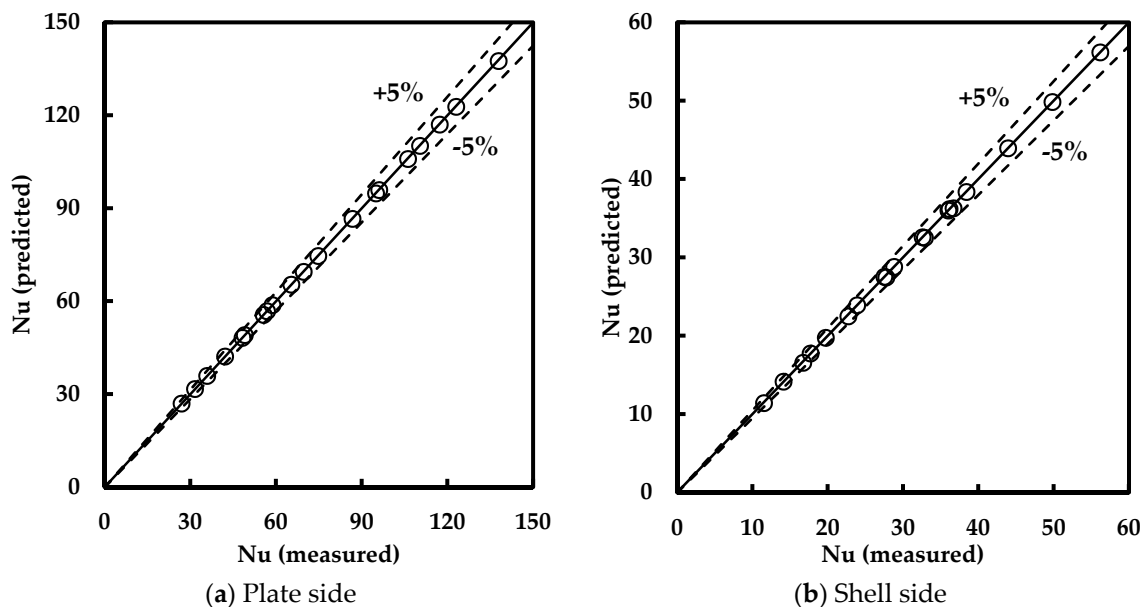 150
120
90
60
30
0
Nu (predicted)
+5%
-5%
0 30 60 90 120 150
Nu (measured)
(a) Plate side
60
50
40
30
20
10
0
Nu (predicted)
+5%
-5%
0 10 20 30 40 50 60
Nu (measured)
(b) Shell side